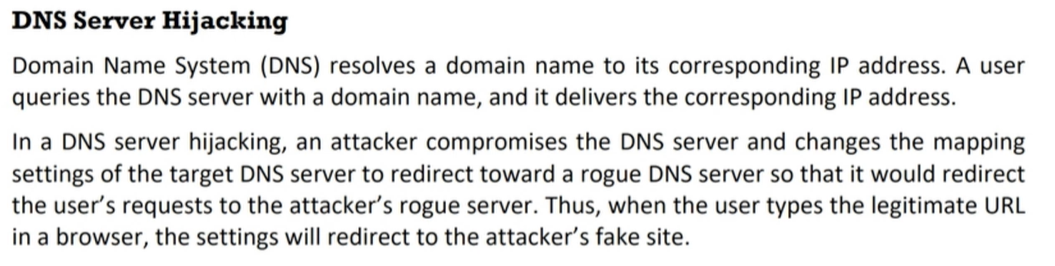 DNS Server Hijacking
Domain Name System (DNS) resolves a domain name to its corresponding IP address. A user
queries the DNS server with a domain name, and it delivers the corresponding IP address.
In a DNS server hijacking, an attacker compromises the DNS server and changes the mapping
settings of the target DNS server to redirect toward a rogue DNS server so that it would redirect
the user's requests to the attacker's rogue server. Thus, when the user types the legitimate URL
in a browser, the settings will redirect to the attacker's fake site.